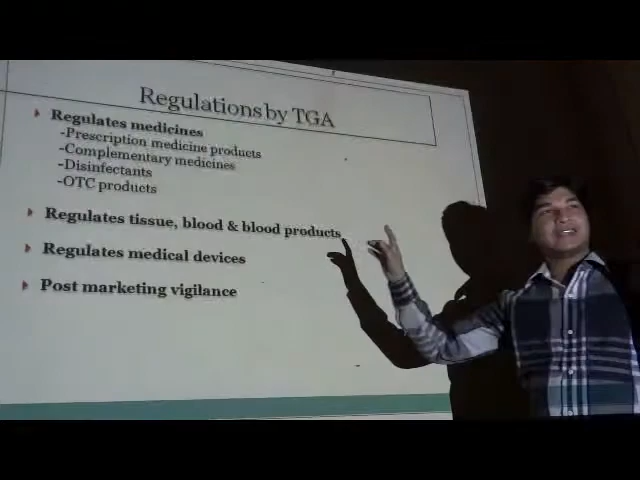 Regulations by TGA
Regulates medicines
-Prescription medicine products
-Complementary medicines
-Disinfectants
-OTC products
Regulates tissue, blood & blood products
Regulates medical devices
Post marketing vigilance